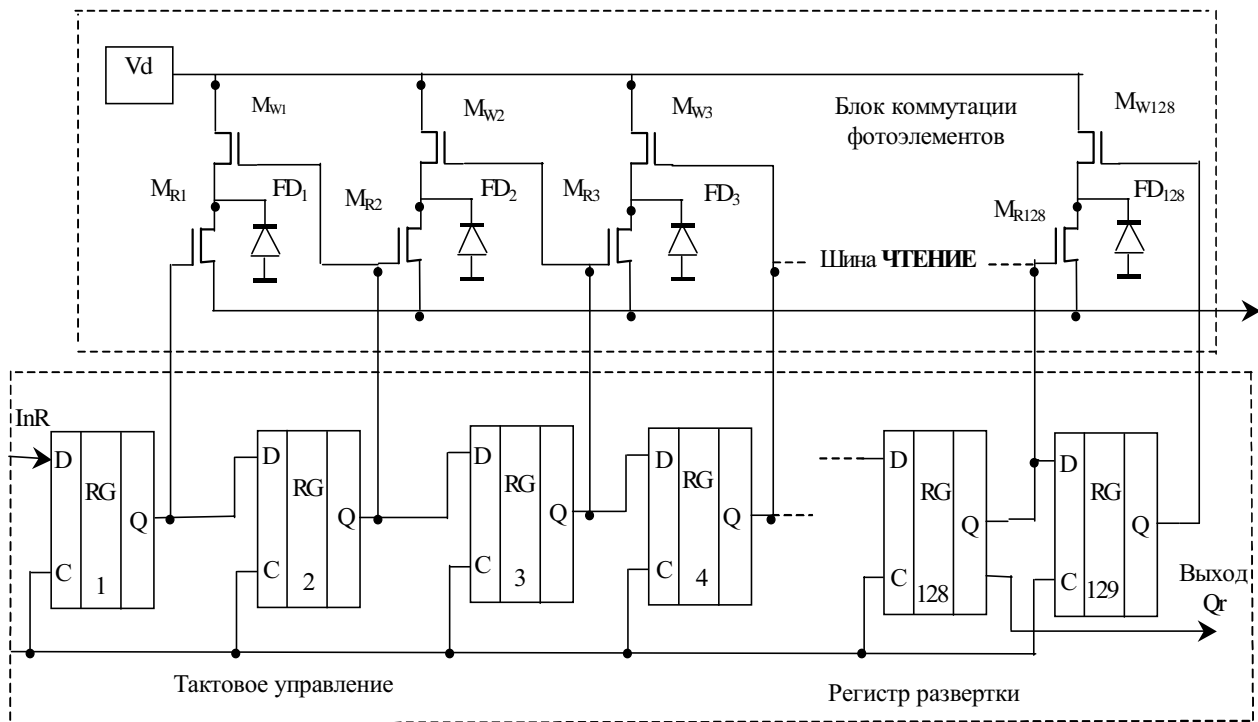 Vd
M_W1
M_W2
M_W3
Блок коммутации
фотоэлементов
M_W128
M_R1
FD_1
M_R2
FD_2
M_R3
FD_3
M_R128
FD_128
Шина ЧТЕНИЕ
InR
D
RG
Q
C
1
D
RG
Q
C
2
D
RG
Q
C
3
D
RG
Q
C
4
D
RG
Q
C
128
D
RG
Q
C
129
Выход
Qr
Тактовое управление
Регистр развертки